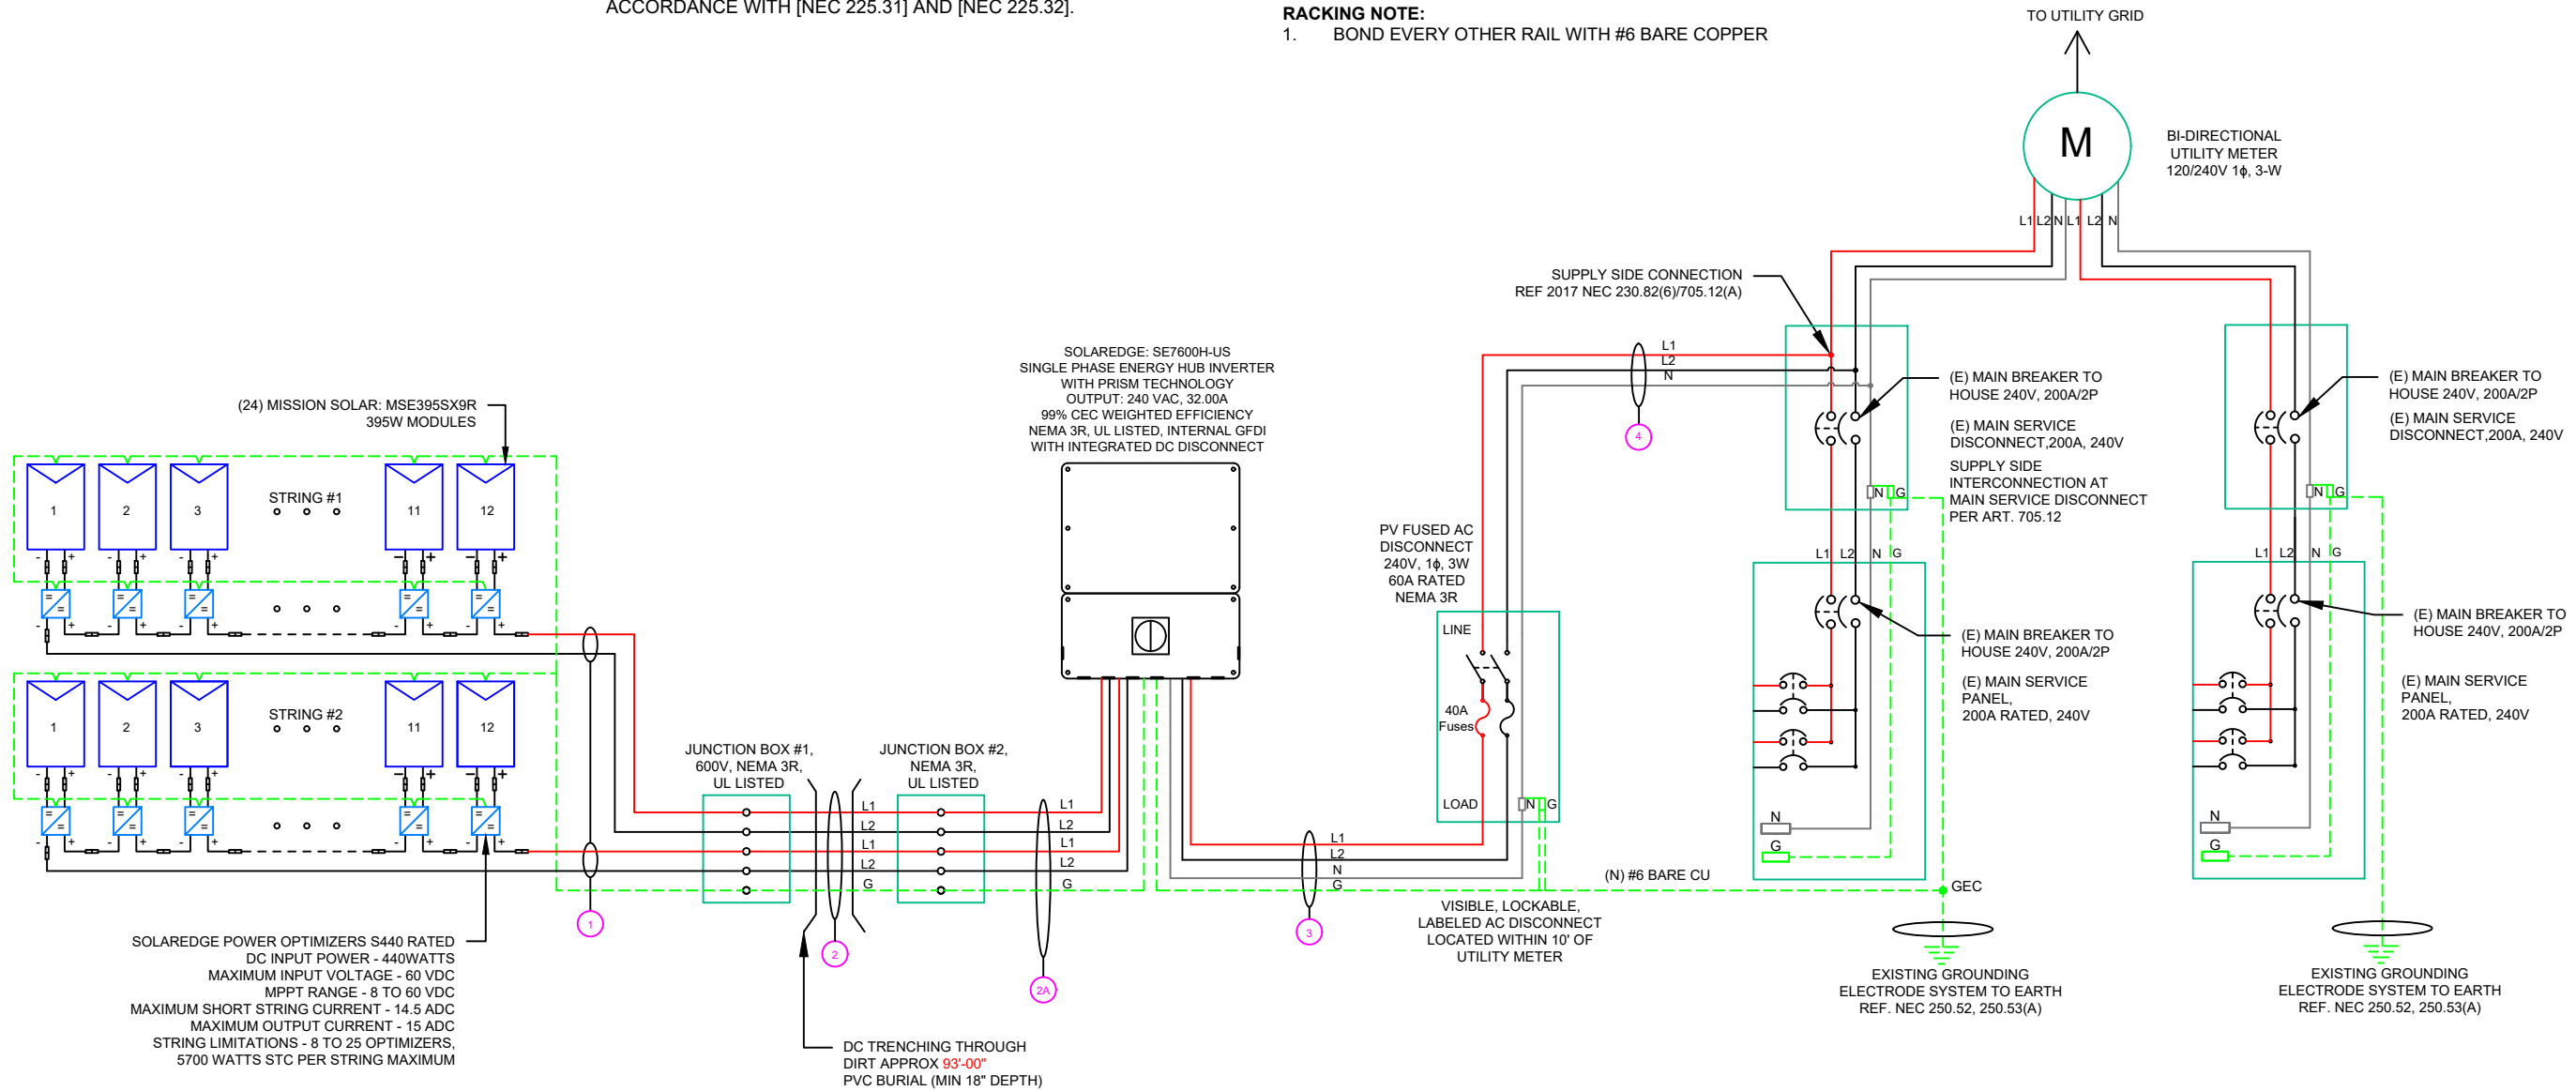 ACCORDANCE WITH [NEC 225.31] AND [NEC 225.32].
RACKING NOTE:
1. BOND EVERY OTHER RAIL WITH #6 BARE COPPER
TO UTILITY GRID
M
BI-DIRECTIONAL
UTILITY METER
120/240V 1ϕ, 3-W
L1 L2 N L1 L2 N
SUPPLY SIDE CONNECTION
REF 2017 NEC 230.82(6)/705.12(A)
L1
L2
N
4
(E) MAIN BREAKER TO
HOUSE 240V, 200A/2P
(E) MAIN SERVICE
DISCONNECT,200A, 240V
SUPPLY SIDE
INTERCONNECTION AT
MAIN SERVICE DISCONNECT
PER ART. 705.12
N G
L1 L2 N G
(E) MAIN BREAKER TO
HOUSE 240V, 200A/2P
(E) MAIN SERVICE
PANEL,
200A RATED, 240V
N
G
GEC
EXISTING GROUNDING
ELECTRODE SYSTEM TO EARTH
REF. NEC 250.52, 250.53(A)
(E) MAIN BREAKER TO
HOUSE 240V, 200A/2P
(E) MAIN SERVICE
DISCONNECT,200A, 240V
N G
L1 L2 N G
(E) MAIN BREAKER TO
HOUSE 240V, 200A/2P
(E) MAIN SERVICE
PANEL,
200A RATED, 240V
N
G
EXISTING GROUNDING
ELECTRODE SYSTEM TO EARTH
REF. NEC 250.52, 250.53(A)
SOLAREDGE: SE7600H-US
SINGLE PHASE ENERGY HUB INVERTER
WITH PRISM TECHNOLOGY
OUTPUT: 240 VAC, 32.00A
99% CEC WEIGHTED EFFICIENCY
NEMA 3R, UL LISTED, INTERNAL GFDI
WITH INTEGRATED DC DISCONNECT
PV FUSED AC
DISCONNECT
240V, 1ϕ, 3W
60A RATED
NEMA 3R
LINE
40A
Fuses
LOAD
N G
L1
L2
N
G
3
(N) #6 BARE CU
VISIBLE, LOCKABLE,
LABELED AC DISCONNECT
LOCATED WITHIN 10' OF
UTILITY METER
(24) MISSION SOLAR: MSE395SX9R
395W MODULES
1 2 3 11 12
STRING #1
- + - + - + - + - +
= = = = = = = = = =
- + - + - + - + - +
1 2 3 11 12
STRING #2
- + - + - + - + - +
= = = = = = = = = =
- + - + - + - + - +
1
JUNCTION BOX #1,
600V, NEMA 3R,
UL LISTED
JUNCTION BOX #2,
NEMA 3R,
UL LISTED
L1
L2
L1
L2
G
2
L1
L2
L1
L2
G
2A
SOLAREDGE POWER OPTIMIZERS S440 RATED
DC INPUT POWER - 440WATTS
MAXIMUM INPUT VOLTAGE - 60 VDC
MPPT RANGE - 8 TO 60 VDC
MAXIMUM SHORT STRING CURRENT - 14.5 ADC
MAXIMUM OUTPUT CURRENT - 15 ADC
STRING LIMITATIONS - 8 TO 25 OPTIMIZERS,
5700 WATTS STC PER STRING MAXIMUM
DC TRENCHING THROUGH
DIRT APPROX 93'-00"
PVC BURIAL (MIN 18" DEPTH)